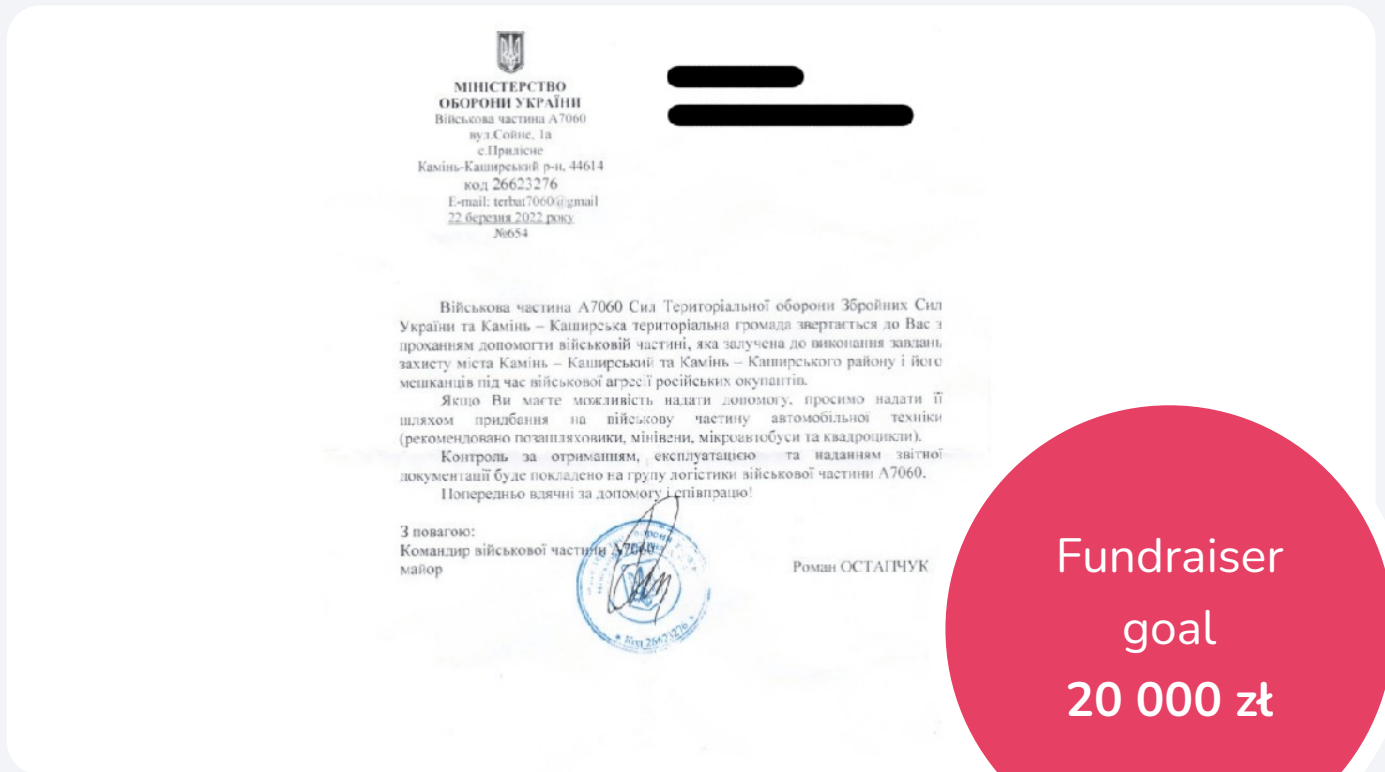 МІНІСТЕРСТВО
ОБОРОНИ УКРАЇНИ
Військова частина А7060
вул.Сойне, 1а
с.Прилісне
Камінь-Каширський р-н, 44614
код 26623276
E-mail: terbat7060@gmail
22 березня 2022 року
№654
Військова частина А7060 Сил Територіальної оборони Збройних Сил
України та Камінь – Каширська територіальна громада звертається до Вас з
проханням допомогти військовій частині, яка залучена до виконання завдань
захисту міста Камінь – Каширський та Камінь – Каширського району і його
мешканців під час військової агресії російських окупантів.
Якщо Ви маєте можливість надати допомогу, просимо надати її
шляхом придбання на військову частину автомобільної техніки
(рекомендовано позашляховики, мінівени, мікроавтобуси та квадроцикли).
Контроль за отриманням, експлуатацією та наданням звітної
документації буде покладено на групу логістики військової частини А7060.
Попередньо вдячні за допомогу і співпрацю!
З повагою:
Командир військової частини А7060
майор
Роман ОСТАПЧУК
Код 26623276
Fundraiser
goal
20 000 zł